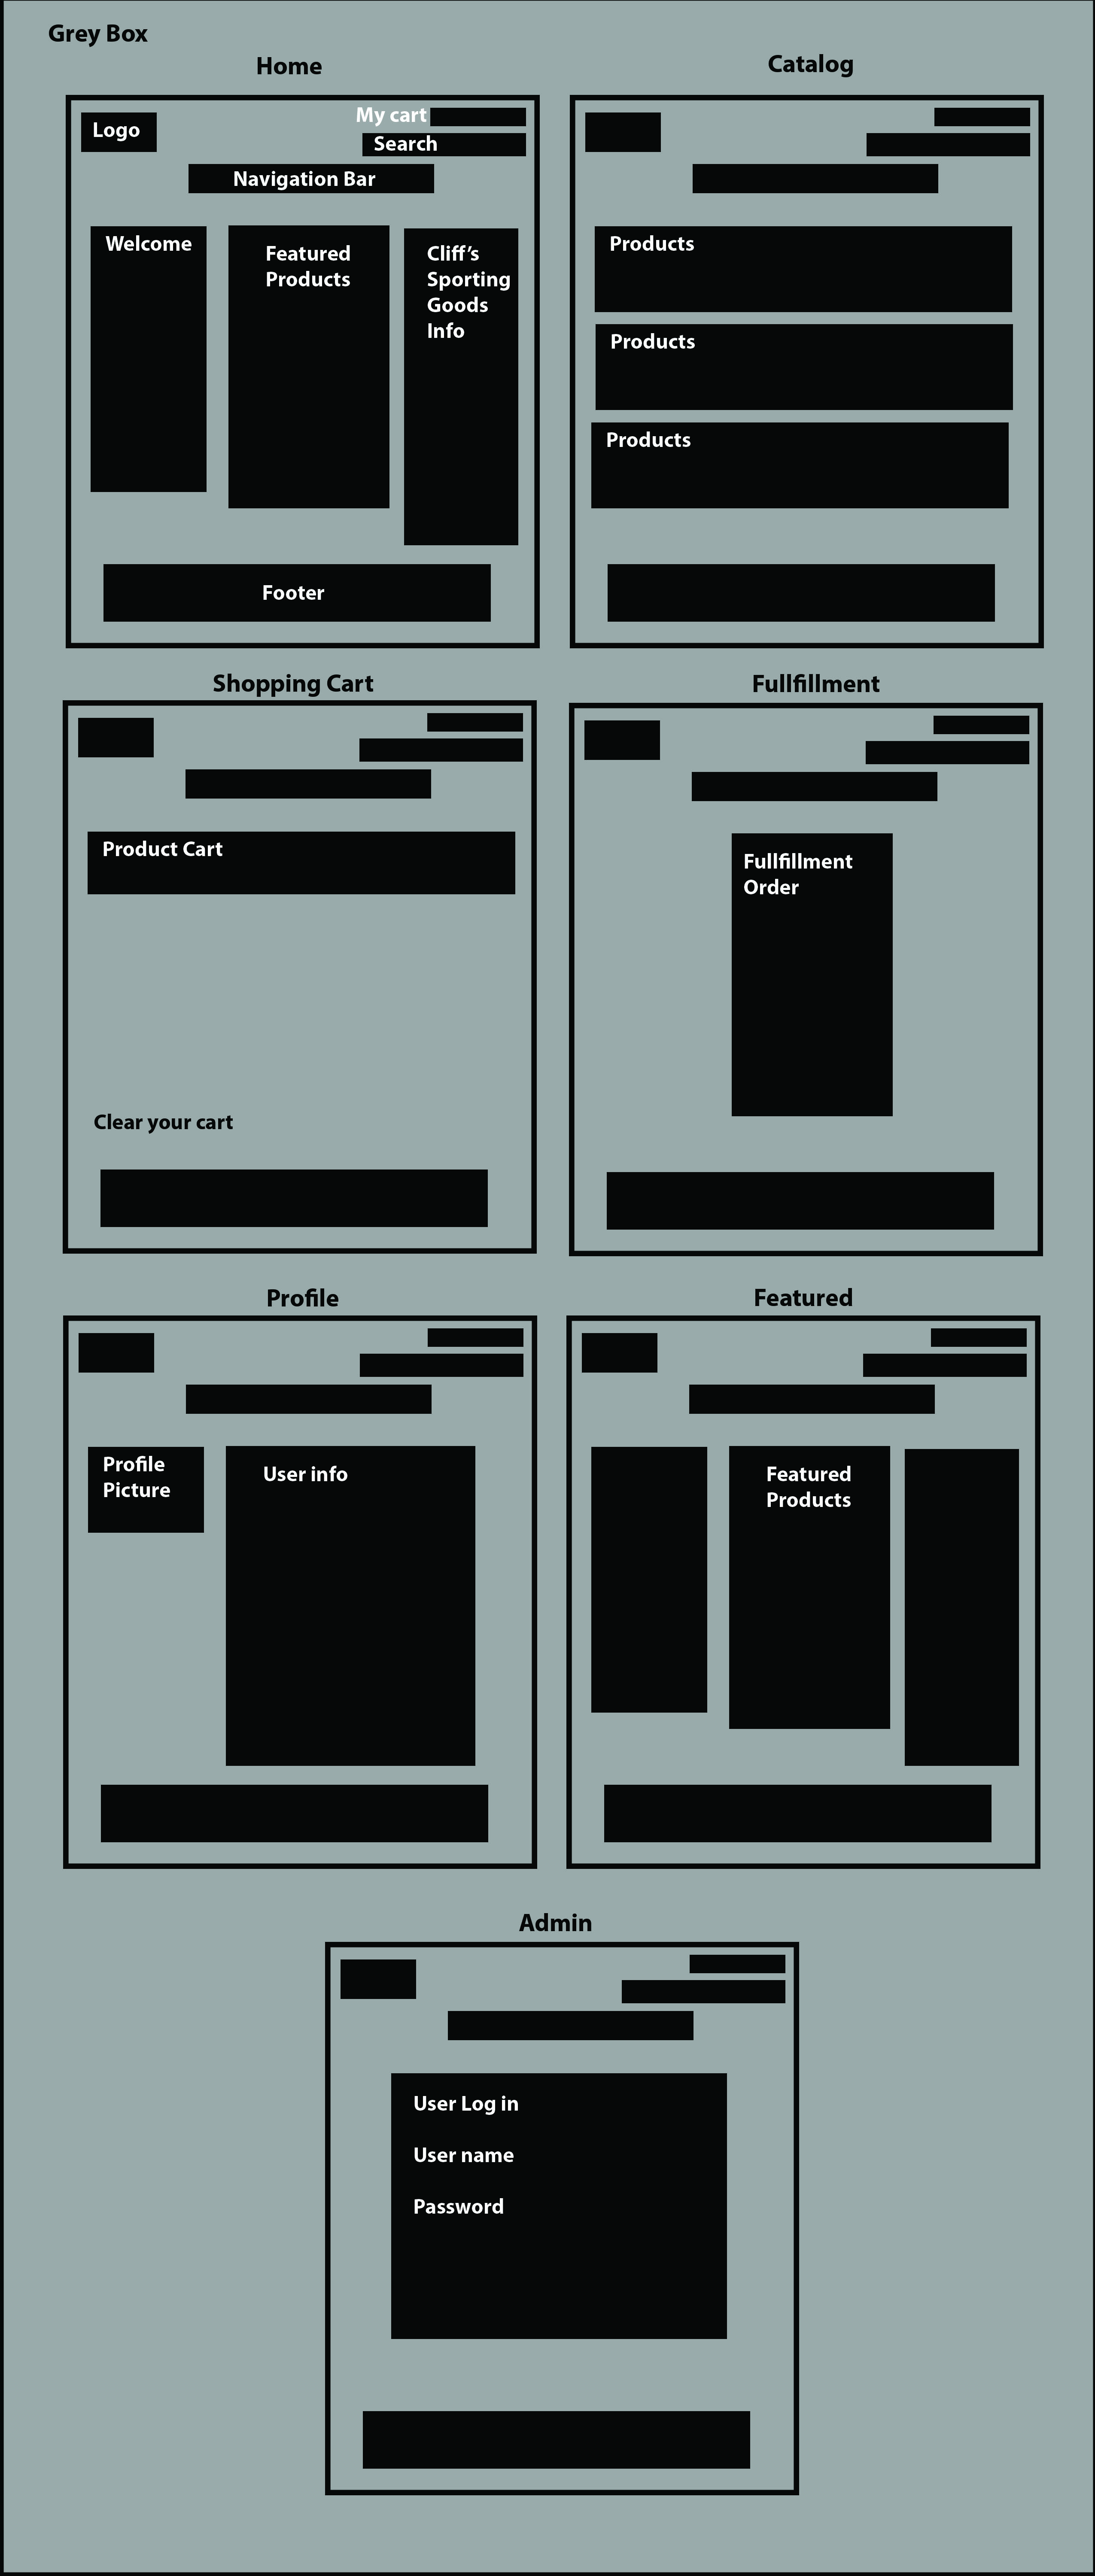 Grey Box
Home
Logo
My cart
Search
Navigation Bar
Welcome
Featured
Products
Cliff's
Sporting
Goods
Info
Footer
Catalog
Products
Products
Products
Shopping Cart
Product Cart
Clear your cart
Fullfillment
Fullfillment
Order
Profile
Profile
Picture
User info
Featured
Featured
Products
Admin
User Log in
User name
Password